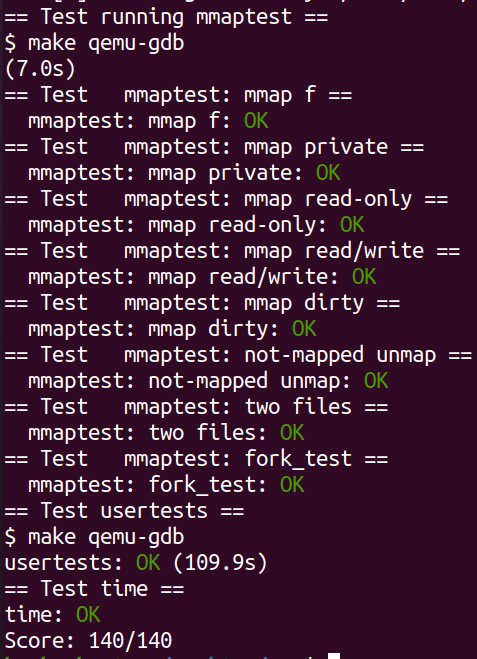 == Test running mmaptest ==
$ make qemu-gdb
(7.0s)
== Test   mmaptest: mmap f ==
  mmaptest: mmap f: OK
== Test   mmaptest: mmap private ==
  mmaptest: mmap private: OK
== Test   mmaptest: mmap read-only ==
  mmaptest: mmap read-only: OK
== Test   mmaptest: mmap read/write ==
  mmaptest: mmap read/write: OK
== Test   mmaptest: mmap dirty ==
  mmaptest: mmap dirty: OK
== Test   mmaptest: not-mapped unmap ==
  mmaptest: not-mapped unmap: OK
== Test   mmaptest: two files ==
  mmaptest: two files: OK
== Test   mmaptest: fork_test ==
  mmaptest: fork_test: OK
== Test usertests ==
$ make qemu-gdb
usertests: OK (109.9s)
== Test time ==
time: OK
Score: 140/140